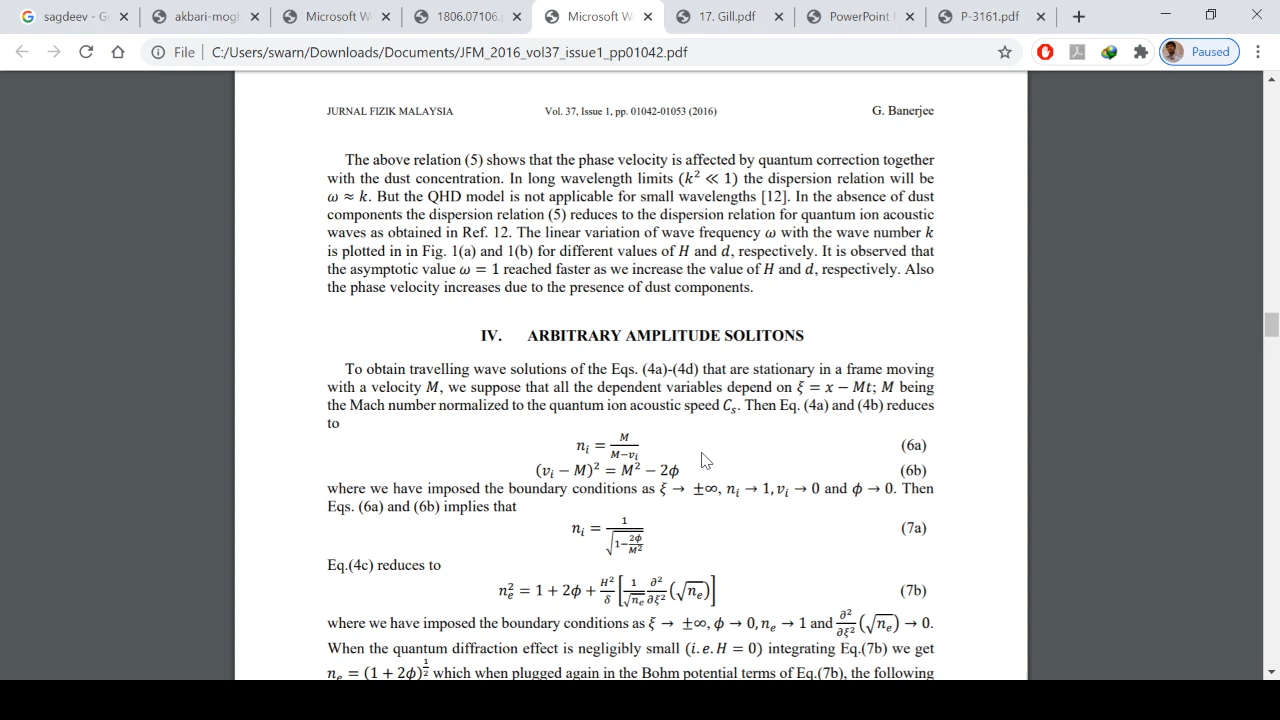 sagdeev - Go
akbari-mogh
Microsoft W
1806.07106.p
Microsoft W
17. Gill.pdf
PowerPoint P
P-3161.pdf
File C:/Users/swarn/Downloads/Documents/JFM_2016_vol37_issue1_pp01042.pdf
Paused
JURNAL FIZIK MALAYSIA Vol. 37, Issue 1, pp. 01042-01053 (2016) G. Banerjee
The above relation (5) shows that the phase velocity is affected by quantum correction together
with the dust concentration. In long wavelength limits (k² ≪ 1) the dispersion relation will be
ω ≈ k. But the QHD model is not applicable for small wavelengths [12]. In the absence of dust
components the dispersion relation (5) reduces to the dispersion relation for quantum ion acoustic
waves as obtained in Ref. 12. The linear variation of wave frequency ω with the wave number k
is plotted in in Fig. 1(a) and 1(b) for different values of H and d, respectively. It is observed that
the asymptotic value ω = 1 reached faster as we increase the value of H and d, respectively. Also
the phase velocity increases due to the presence of dust components.
IV. ARBITRARY AMPLITUDE SOLITONS
To obtain travelling wave solutions of the Eqs. (4a)-(4d) that are stationary in a frame moving
with a velocity M, we suppose that all the dependent variables depend on ξ = x − Mt; M being
the Mach number normalized to the quantum ion acoustic speed Cₛ. Then Eq. (4a) and (4b) reduces
to
nᵢ = M/(M−vᵢ) (6a)
(vᵢ − M)² = M² − 2ϕ (6b)
where we have imposed the boundary conditions as ξ → ±∞, nᵢ → 1, vᵢ → 0 and ϕ → 0. Then
Eqs. (6a) and (6b) implies that
nᵢ = 1/√(1−2ϕ/M²) (7a)
Eq.(4c) reduces to
nₑ² = 1 + 2ϕ + H²/δ [1/√nₑ ∂²/∂ξ² (√nₑ)] (7b)
where we have imposed the boundary conditions as ξ → ±∞, ϕ → 0, nₑ → 1 and ∂²/∂ξ² (√nₑ) → 0.
When the quantum diffraction effect is negligibly small (i.e. H = 0) integrating Eq.(7b) we get
nₑ = (1 + 2ϕ)^(1/2) which when plugged again in the Bohm potential terms of Eq.(7b), the following